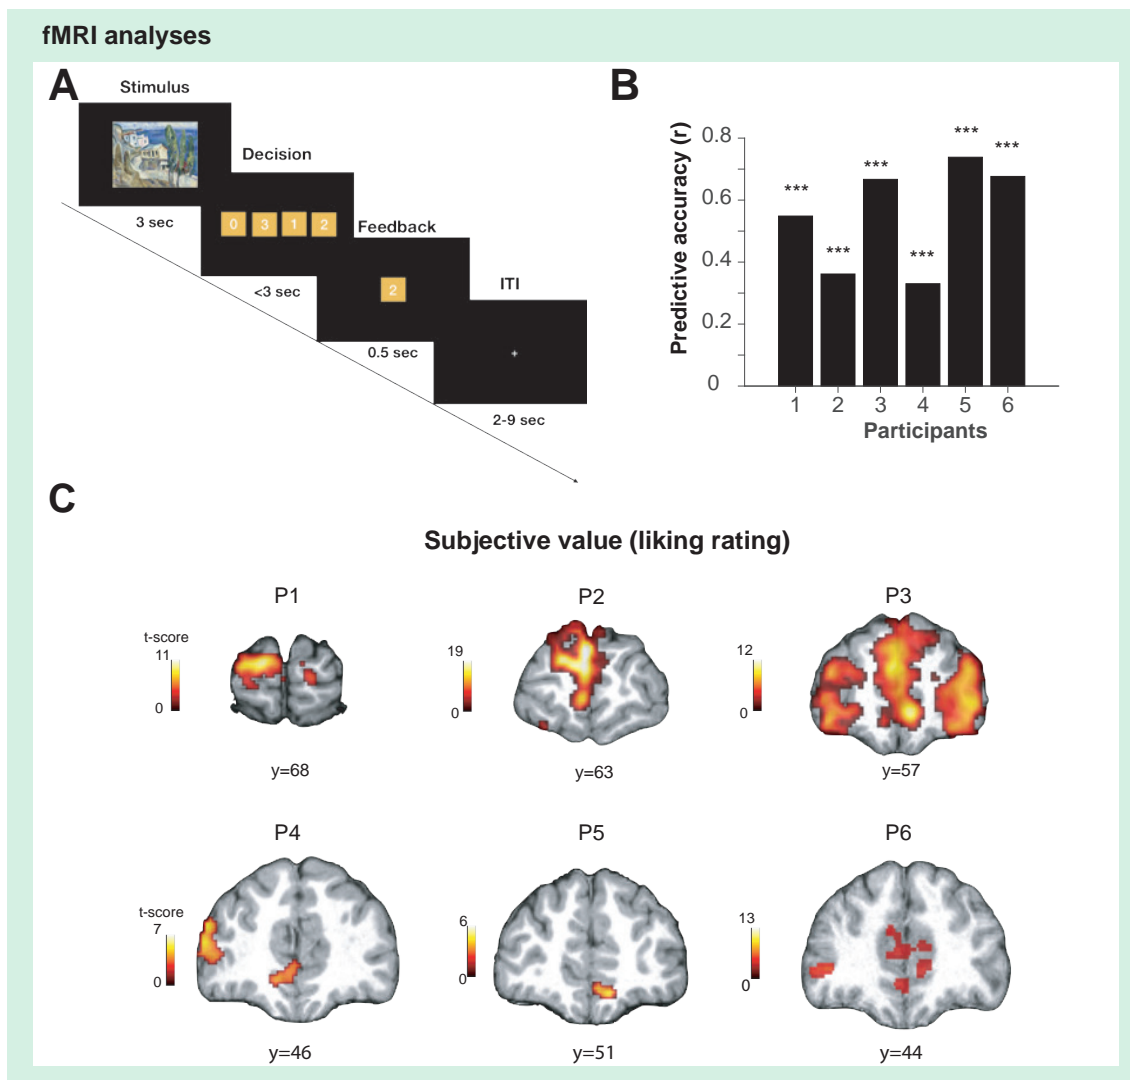 fMRI analyses
A
Stimulus
3 sec
Decision
0 3 1 2
<3 sec
Feedback
2
0.5 sec
ITI
2-9 sec
B
Predictive accuracy (r)
0.8
0.6
0.4
0.2
0
***
***
***
***
***
***
1 2 3 4 5 6
Participants
C
Subjective value (liking rating)
P1
t-score
11
0
y=68
P2
19
0
y=63
P3
12
0
y=57
P4
t-score
7
0
y=46
P5
6
0
y=51
P6
13
0
y=44